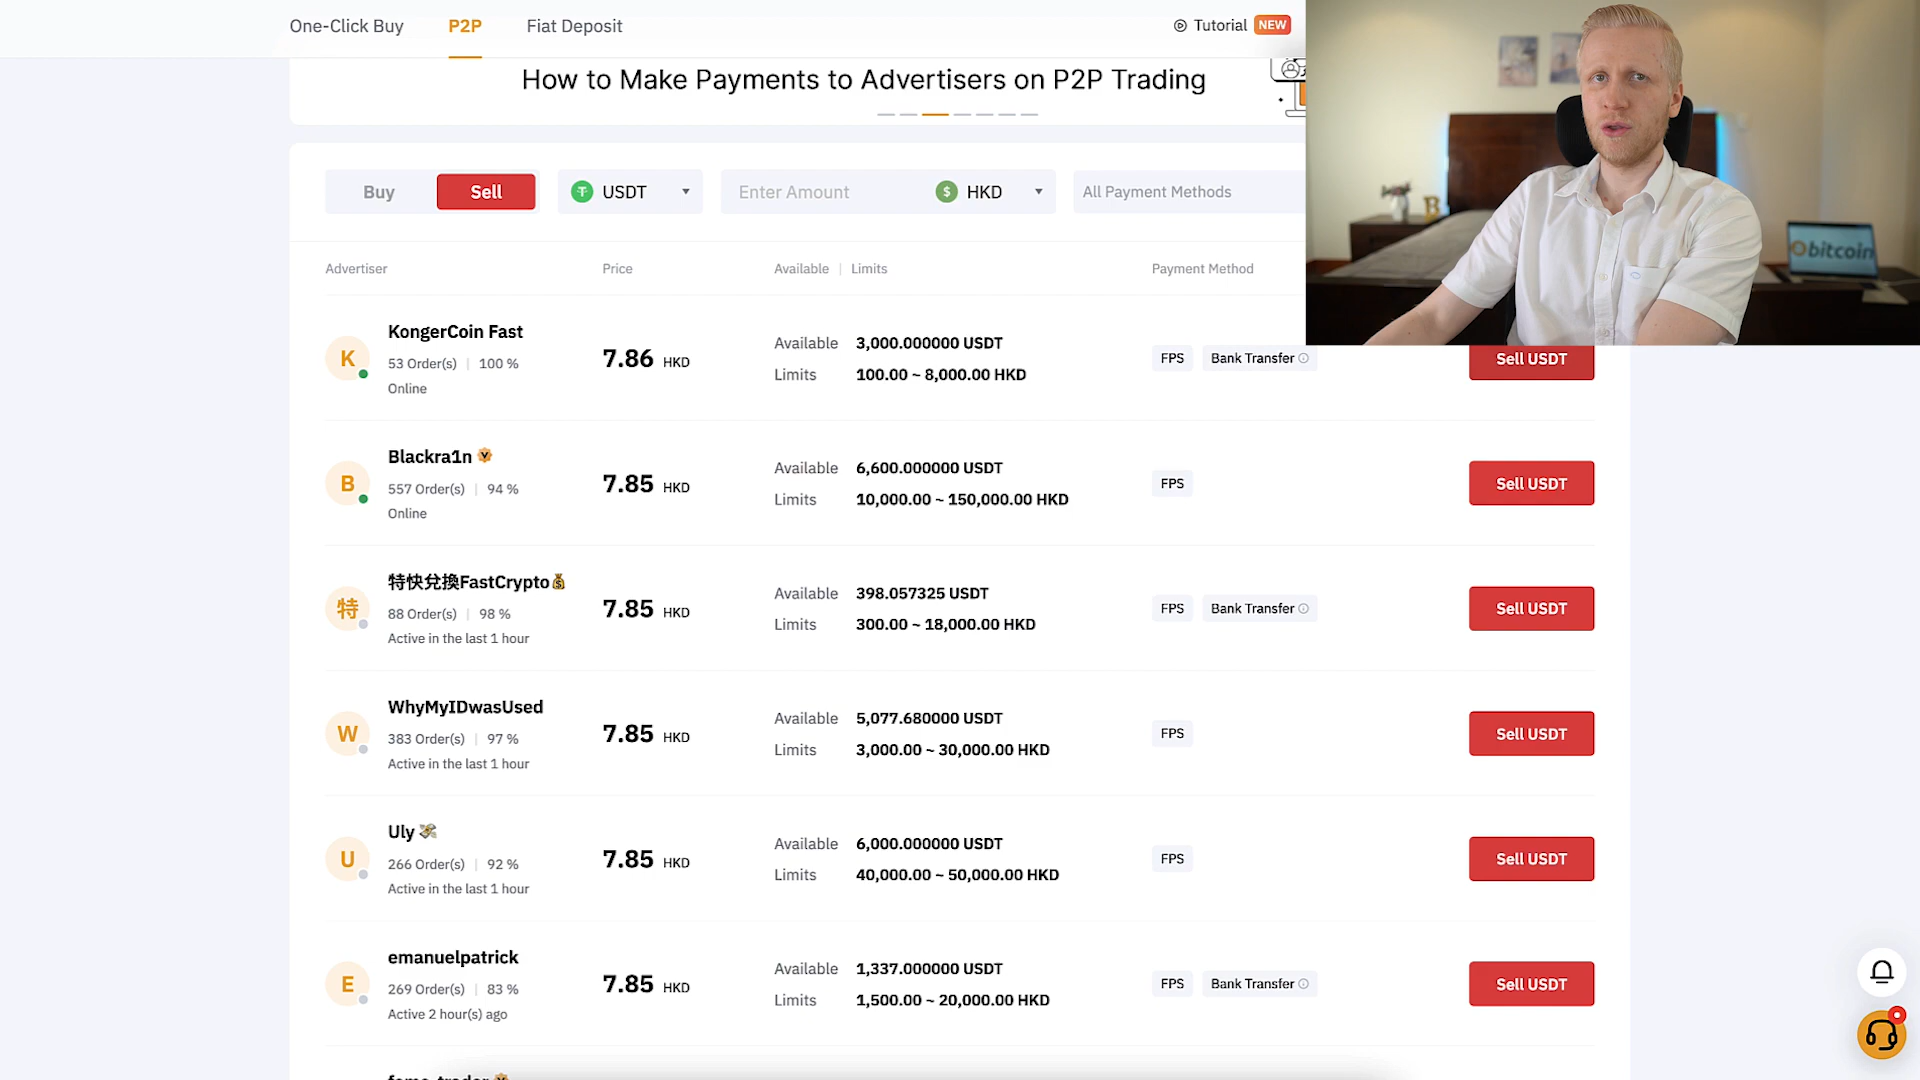 One-Click Buy P2P Fiat Deposit Tutorial NEW
How to Make Payments to Advertisers on P2P Trading
Buy Sell USDT Enter Amount $ HKD All Payment Methods
Advertiser Price Available | Limits Payment Method
bitcoin
KongerCoin Fast
K 53 Order(s) | 100 % 7.86 HKD Available 3,000.000000 USDT FPS Bank Transfer Sell USDT
Online Limits 100.00 ~ 8,000.00 HKD
Blackra1n
B 557 Order(s) | 94 % 7.85 HKD Available 6,600.000000 USDT FPS Sell USDT
Online Limits 10,000.00 ~ 150,000.00 HKD
特快兌換FastCrypto💰
特 88 Order(s) | 98 % 7.85 HKD Available 398.057325 USDT FPS Bank Transfer Sell USDT
Active in the last 1 hour Limits 300.00 ~ 18,000.00 HKD
WhyMyIDwasUsed
W 383 Order(s) | 97 % 7.85 HKD Available 5,077.680000 USDT FPS Sell USDT
Active in the last 1 hour Limits 3,000.00 ~ 30,000.00 HKD
Uly 💸
U 266 Order(s) | 92 % 7.85 HKD Available 6,000.000000 USDT FPS Sell USDT
Active in the last 1 hour Limits 40,000.00 ~ 50,000.00 HKD
emanuelpatrick
E 269 Order(s) | 83 % 7.85 HKD Available 1,337.000000 USDT FPS Bank Transfer Sell USDT
Active 2 hour(s) ago Limits 1,500.00 ~ 20,000.00 HKD